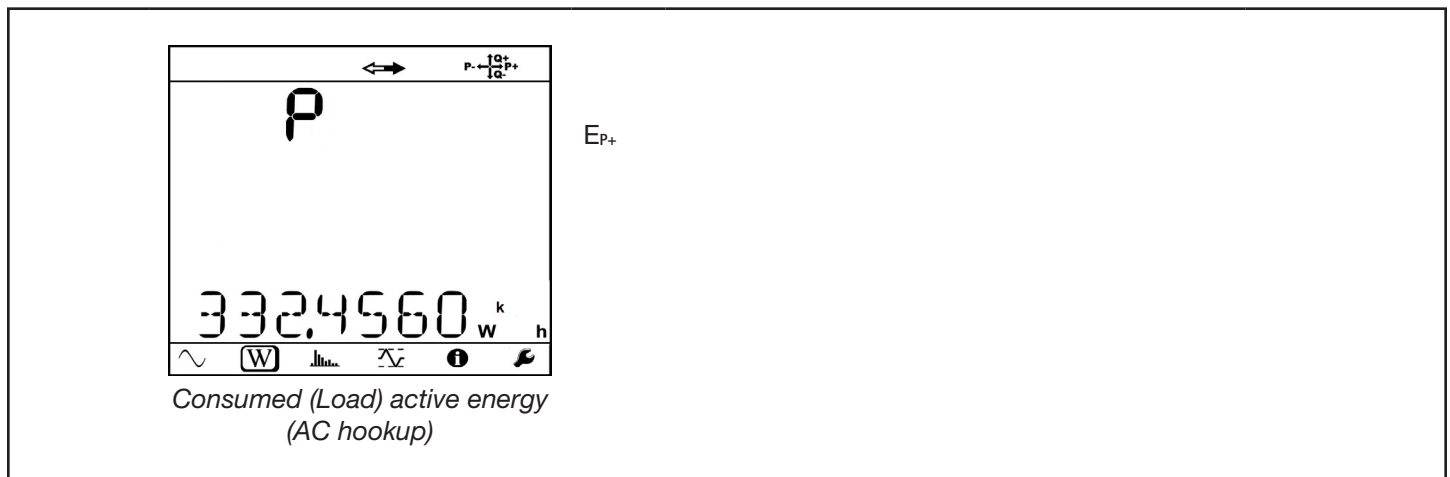 Q+
P- P+
Q-
P
EP+
332.4560 k
W h
W
i
Consumed (Load) active energy
(AC hookup)